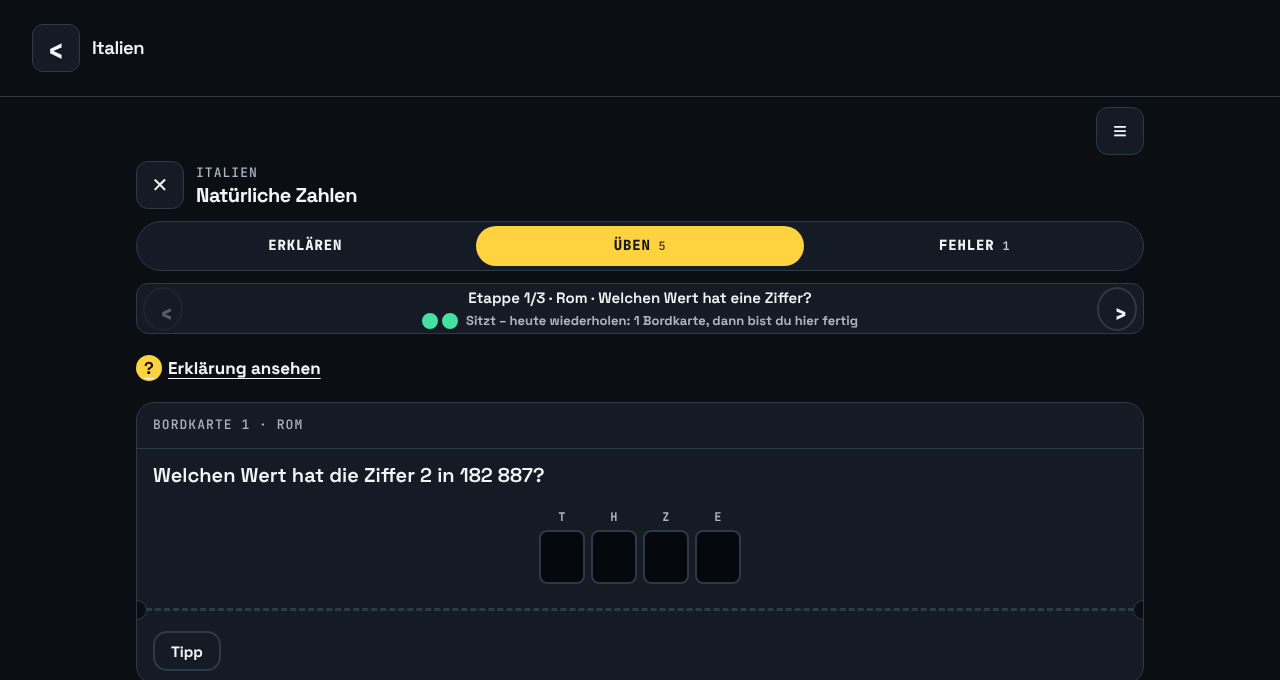 < Italien
≡
× ITALIEN
Natürliche Zahlen
ERKLÄREN ÜBEN 5 FEHLER 1
< Etappe 1/3 · Rom · Welchen Wert hat eine Ziffer? >
Sitzt – heute wiederholen: 1 Bordkarte, dann bist du hier fertig
? Erklärung ansehen
BORDKARTE 1 · ROM
Welchen Wert hat die Ziffer 2 in 182 887?
T H Z E
Tipp